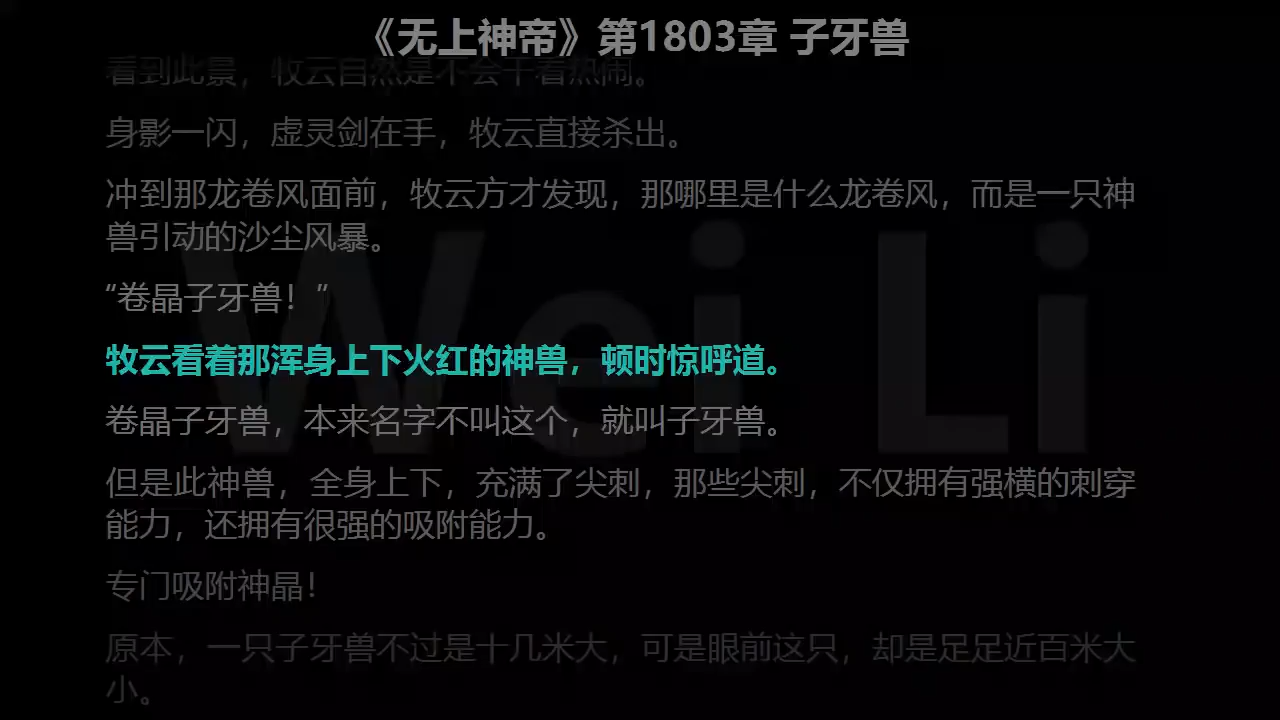 《无上神帝》第1803章 子牙兽
看到此景，牧云自然是不会干看热闹。
身影一闪，虚灵剑在手，牧云直接杀出。
冲到那龙卷风面前，牧云方才发现，那哪里是什么龙卷风，而是一只神
兽引动的沙尘风暴。
“卷晶子牙兽！”
牧云看着那浑身上下火红的神兽，顿时惊呼道。
卷晶子牙兽，本来名字不叫这个，就叫子牙兽。
但是此神兽，全身上下，充满了尖刺，那些尖刺，不仅拥有强横的刺穿
能力，还拥有很强的吸附能力。
专门吸附神晶！
原本，一只子牙兽不过是十几米大，可是眼前这只，却是足足近百米大
小。
Wei Li